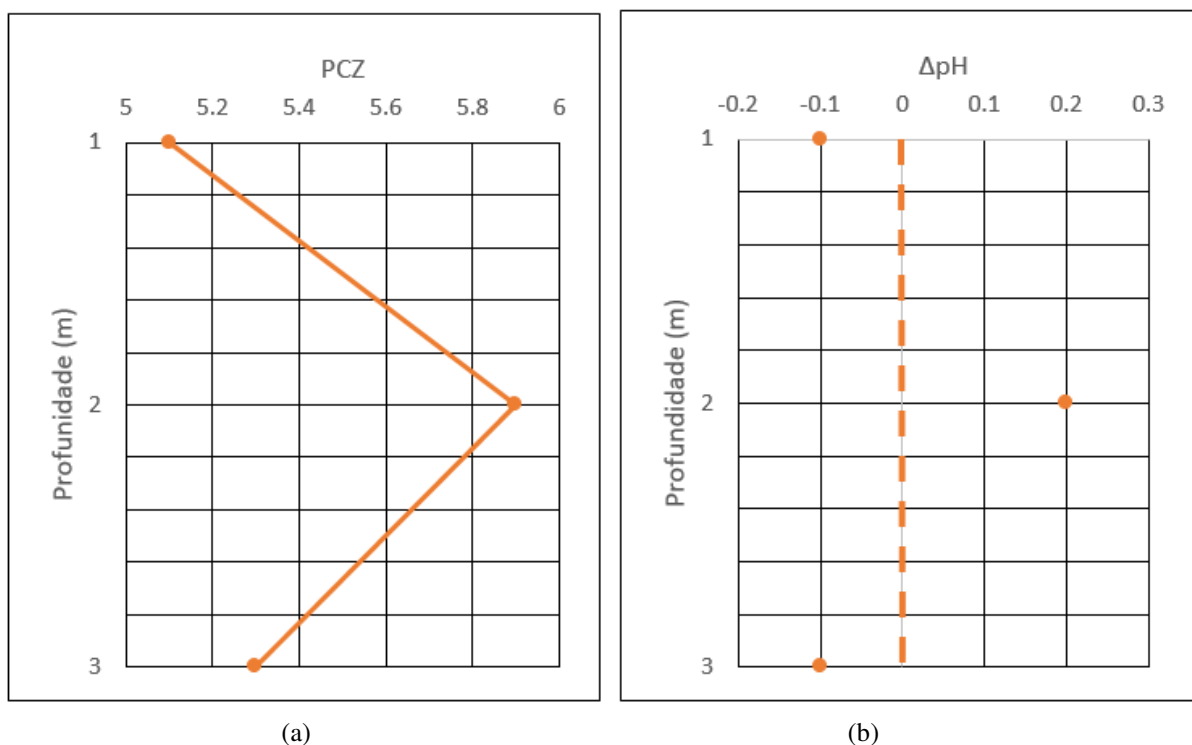 PCZ
5 5.2 5.4 5.6 5.8 6
1
2
3
Profunidade (m)
(a)
ΔpH
-0.2 -0.1 0 0.1 0.2 0.3
1
2
3
Profundidade (m)
(b)